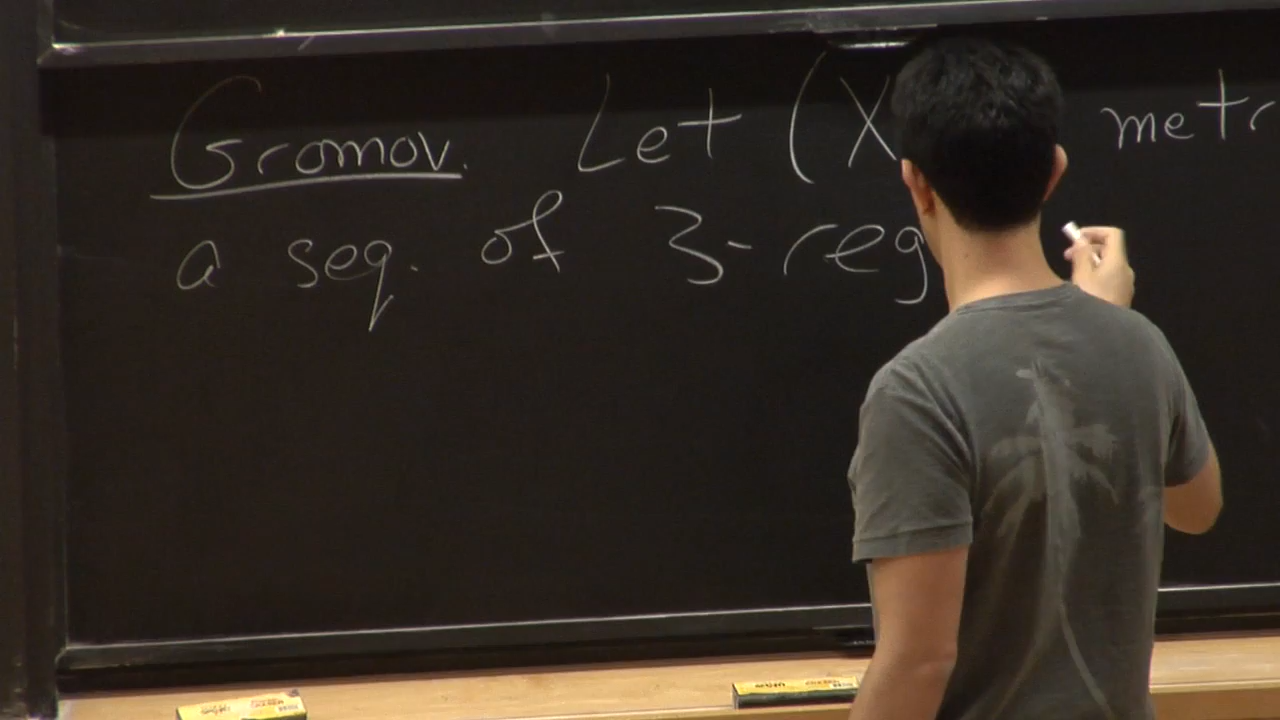 Gromov. Let (X metr
a seq. of 3-reg